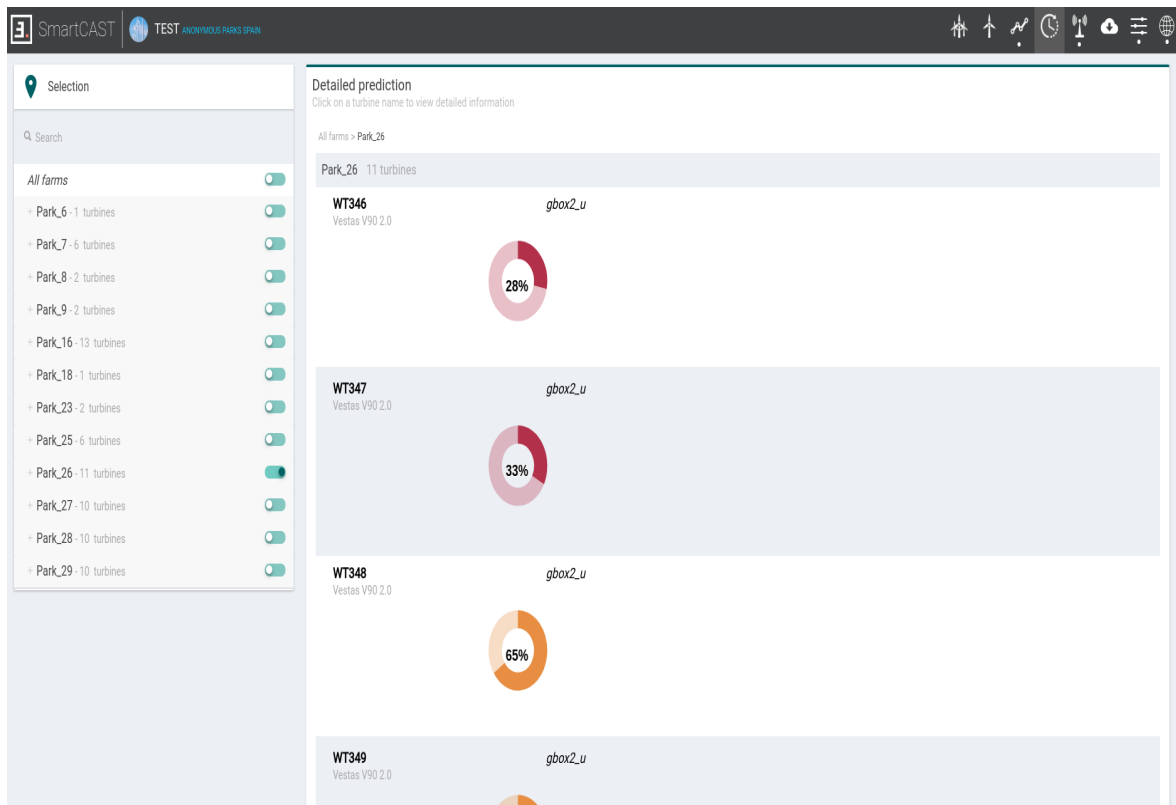 3. SmartCAST TEST ANONYMOUS PARKS SPAIN
Selection
Search
All farms
+ Park_6 - 1 turbines
+ Park_7 - 6 turbines
+ Park_8 - 2 turbines
+ Park_9 - 2 turbines
+ Park_16 - 13 turbines
+ Park_18 - 1 turbines
+ Park_23 - 2 turbines
+ Park_25 - 6 turbines
+ Park_26 - 11 turbines
+ Park_27 - 10 turbines
+ Park_28 - 10 turbines
+ Park_29 - 10 turbines
Detailed prediction
Click on a turbine name to view detailed information
All farms > Park_26
Park_26 11 turbines
WT346 gbox2_u
Vestas V90 2.0
28%
WT347 gbox2_u
Vestas V90 2.0
33%
WT348 gbox2_u
Vestas V90 2.0
65%
WT349 gbox2_u
Vestas V90 2.0